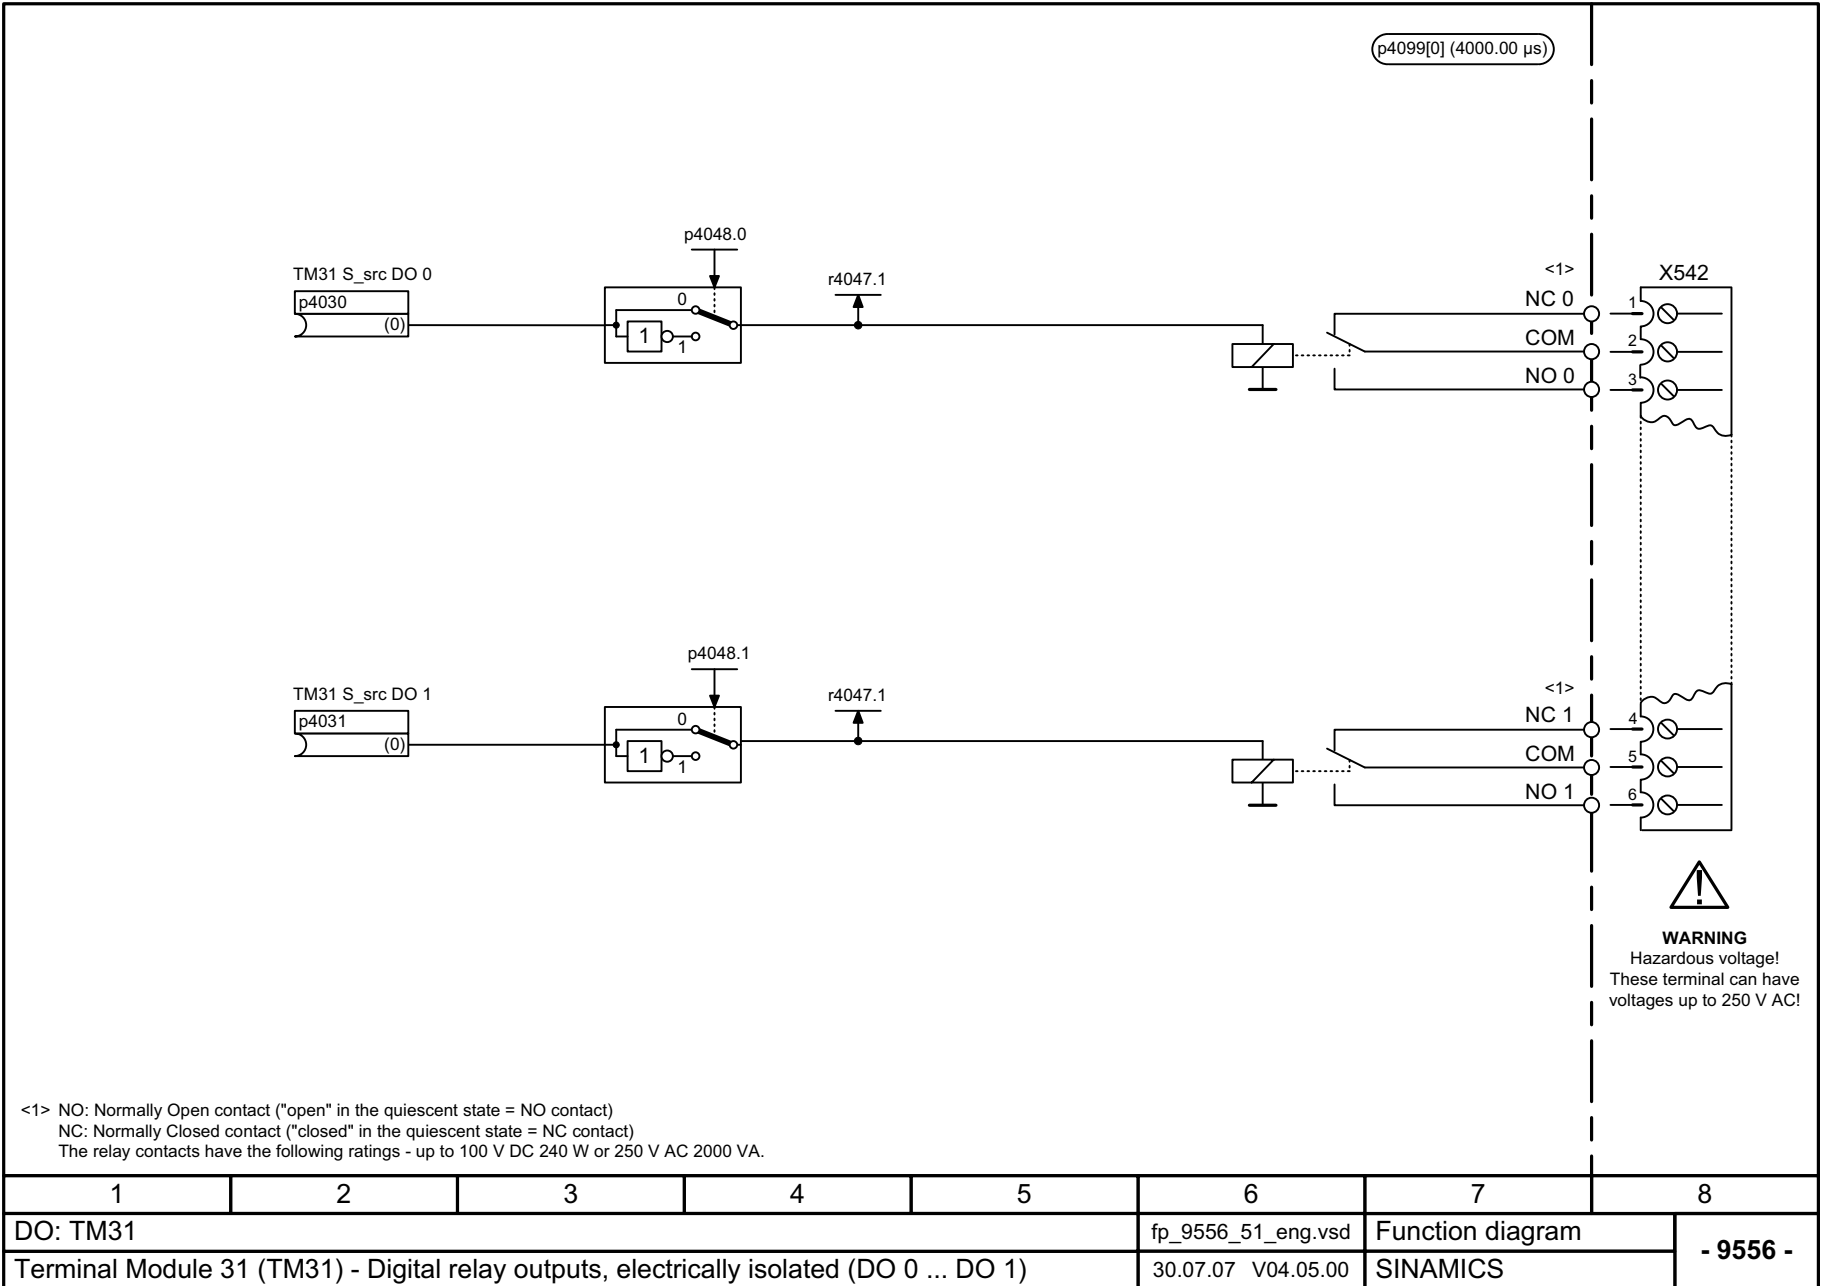 p4099[0] (4000.00 µs)
p4048.0
TM31 S_src DO 0
p4030
(0)
0
1
1
r4047.1
<1>
NC 0
COM
NO 0
X542
1
2
3
p4048.1
TM31 S_src DO 1
p4031
(0)
0
1
1
r4047.1
<1>
NC 1
COM
NO 1
4
5
6
WARNING
Hazardous voltage!
These terminal can have
voltages up to 250 V AC!
<1> NO: Normally Open contact ("open" in the quiescent state = NO contact)
NC: Normally Closed contact ("closed" in the quiescent state = NC contact)
The relay contacts have the following ratings - up to 100 V DC 240 W or 250 V AC 2000 VA.
1 2 3 4 5 6 7 8
DO: TM31
fp_9556_51_eng.vsd
Function diagram
- 9556 -
Terminal Module 31 (TM31) - Digital relay outputs, electrically isolated (DO 0 ... DO 1)
30.07.07 V04.05.00
SINAMICS